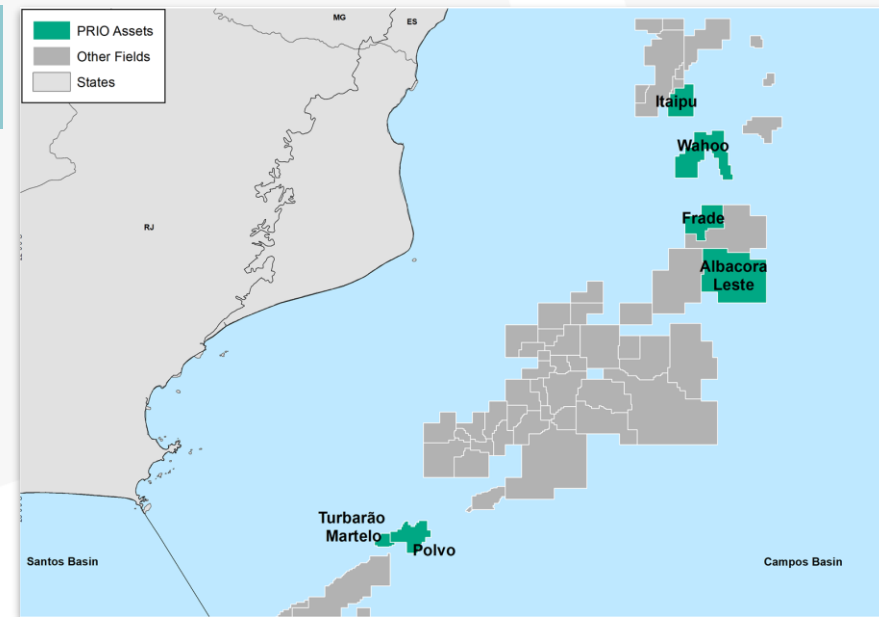 PRIO Assets
Other Fields
States
MG
ES
Itaipu
Wahoo
RJ
Frade
Albacora
Leste
Turbarão
Martelo
Polvo
Santos Basin
Campos Basin